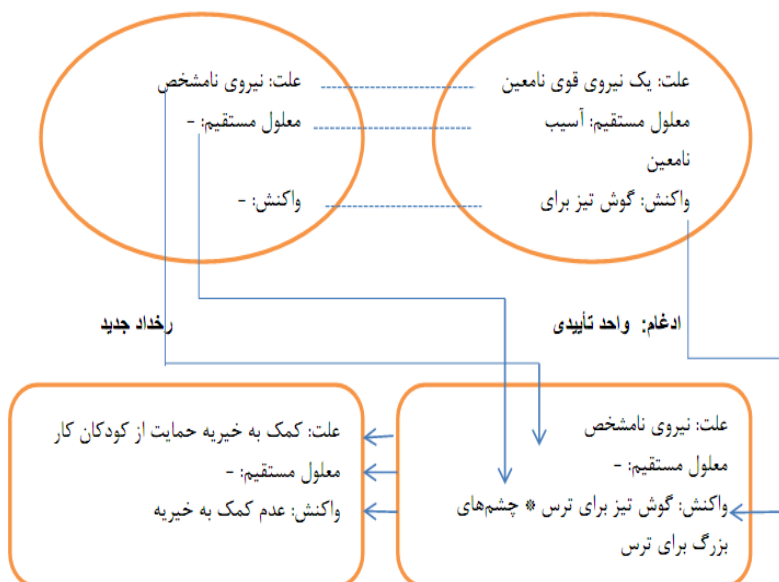 علت: یک نیروی قوی نامعین
معلول مستقیم: آسیب
نامعین
واکنش: گوش تیز برای
علت: نیروی نامشخص
معلول مستقیم: -
واکنش: -
ادغام: واحد تأییدی
رخداد جدید
علت: نیروی نامشخص
معلول مستقیم: -
واکنش: گوش تیز برای ترس * چشم‌های
بزرگ برای ترس
علت: کمک به خیریه حمایت از کودکان کار
معلول مستقیم: -
واکنش: عدم کمک به خیریه